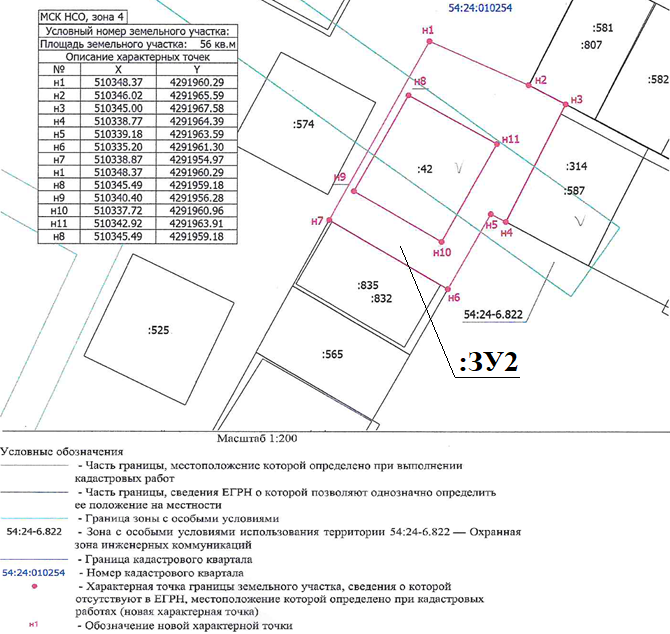 54:24:010254
МСК НСО, зона 4
Условный номер земельного участка:
Площадь земельного участка: 56 кв.м
Описание характерных точек
№ X Y
н1 510348.37 4291960.29
н2 510346.02 4291965.59
н3 510345.00 4291967.58
н4 510338.77 4291964.39
н5 510339.18 4291963.59
н6 510335.20 4291961.30
н7 510338.87 4291954.97
н1 510348.37 4291960.29
н8 510345.49 4291959.18
н9 510340.40 4291956.28
н10 510337.72 4291960.96
н11 510342.92 4291963.91
н8 510345.49 4291959.18
н1
:581
:807
н2
:582
н8
н3
:574
н11
:42
:314
:587
н9
н7
н5
н4
н10
:835
:832
н6
54:24-6.822
:525
:565
:ЗУ2
Масштаб 1:200
Условные обозначения
- Часть границы, местоположение которой определено при выполнении
кадастровых работ
- Часть границы, сведения ЕГРН о которой позволяют однозначно определить
ее положение на местности
- Граница зоны с особыми условиями
54:24-6.822 - Зона с особыми условиями использования территории 54:24-6.822 — Охранная
зона инженерных коммуникаций
- Граница кадастрового квартала
54:24:010254 - Номер кадастрового квартала
- Характерная точка границы земельного участка, сведения о которой
отсутствуют в ЕГРН, местоположение которой определено при кадастровых
работах (новая характерная точка)
н1 - Обозначение новой характерной точки